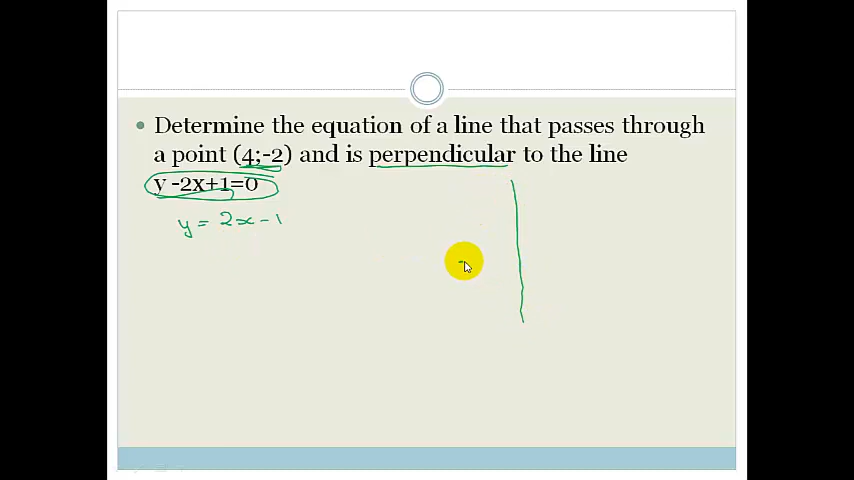 Determine the equation of a line that passes through
a point (4;-2) and is perpendicular to the line
y -2x+1=0
y = 2x - 1